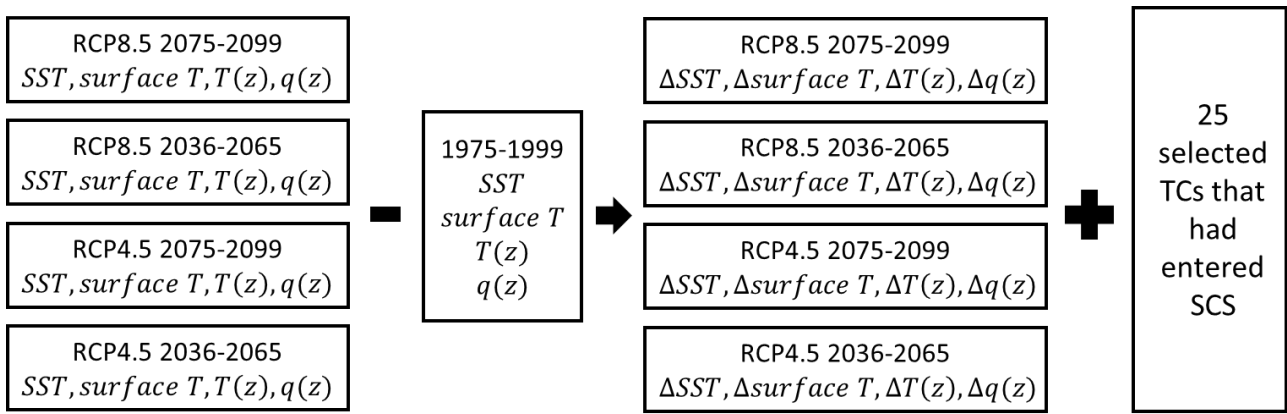 RCP8.5 2075-2099
SST, surface T, T(z), q(z)
RCP8.5 2036-2065
SST, surface T, T(z), q(z)
RCP4.5 2075-2099
SST, surface T, T(z), q(z)
RCP4.5 2036-2065
SST, surface T, T(z), q(z)
1975-1999
SST
surface T
T(z)
q(z)
RCP8.5 2075-2099
ΔSST, Δsurface T, ΔT(z), Δq(z)
RCP8.5 2036-2065
ΔSST, Δsurface T, ΔT(z), Δq(z)
RCP4.5 2075-2099
ΔSST, Δsurface T, ΔT(z), Δq(z)
RCP4.5 2036-2065
ΔSST, Δsurface T, ΔT(z), Δq(z)
25
selected
TCs that
had
entered
SCS